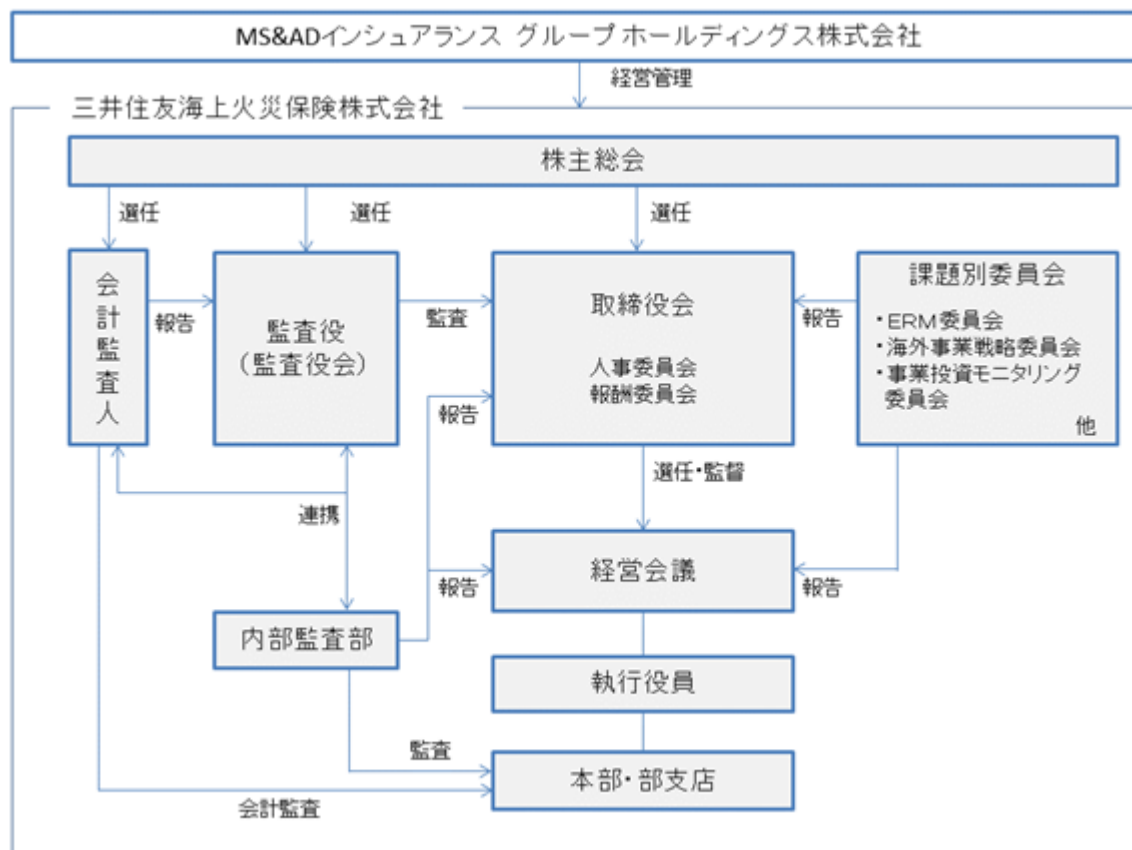 MS&ADインシュアランス グループ ホールディングス株式会社
経営管理
三井住友海上火災保険株式会社
株主総会
選任
選任
選任
会計監査人
報告
監査役
（監査役会）
監査
取締役会
人事委員会
報酬委員会
報告
課題別委員会
・ERM委員会
・海外事業戦略委員会
・事業投資モニタリング
委員会
他
報告
連携
選任・監督
経営会議
報告
報告
内部監査部
執行役員
監査
本部・部支店
会計監査